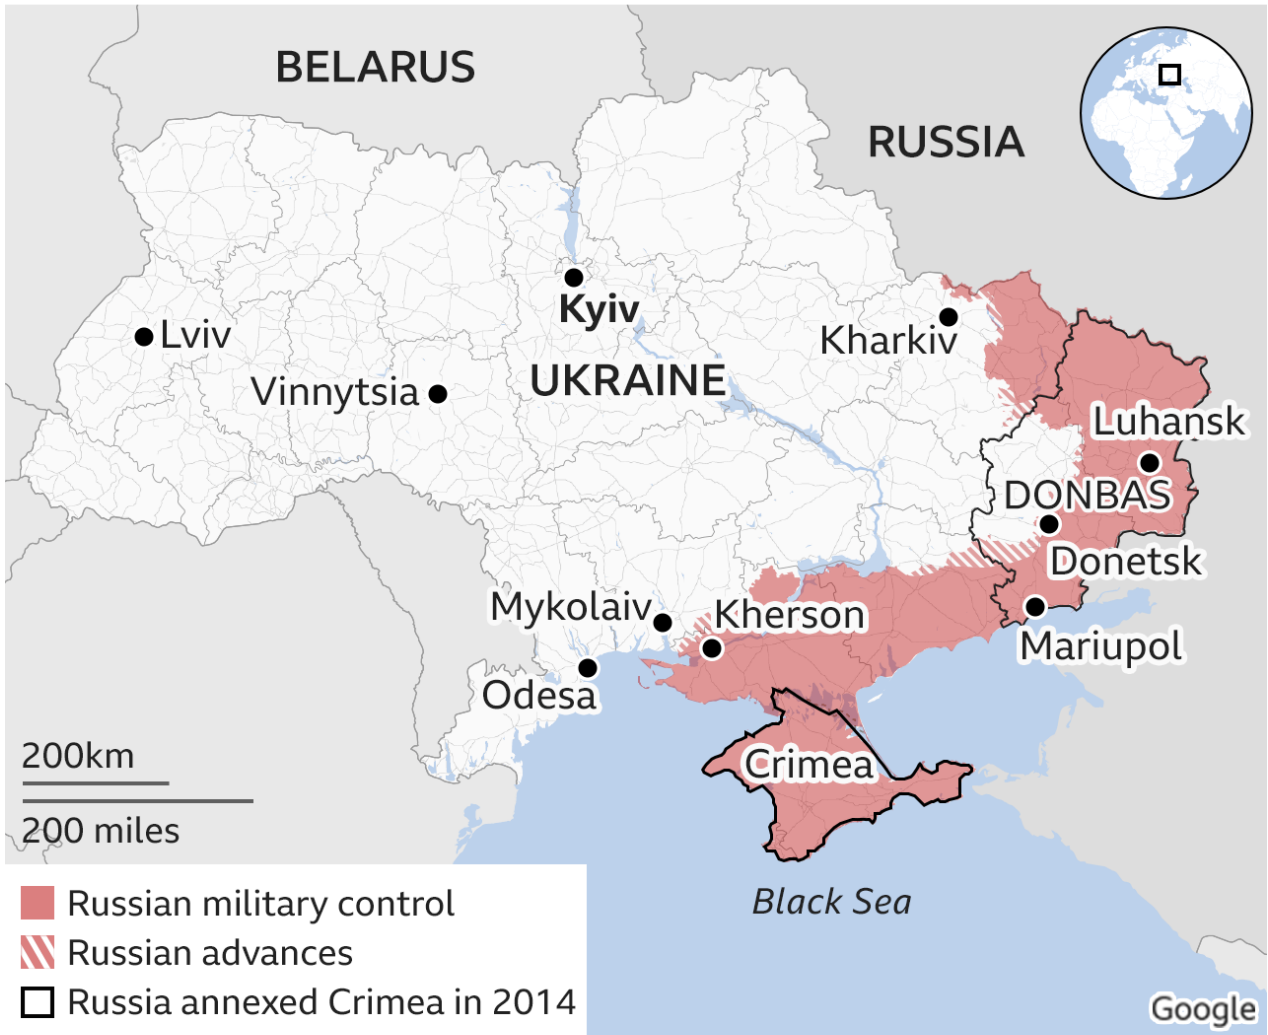 BELARUS
RUSSIA
Kyiv
Lviv
Kharkiv
Vinnytsia
UKRAINE
Luhansk
DONBAS
Donetsk
Mykolaiv
Kherson
Mariupol
Odesa
Crimea
200km
200 miles
Black Sea
Russian military control
Russian advances
Russia annexed Crimea in 2014
Google